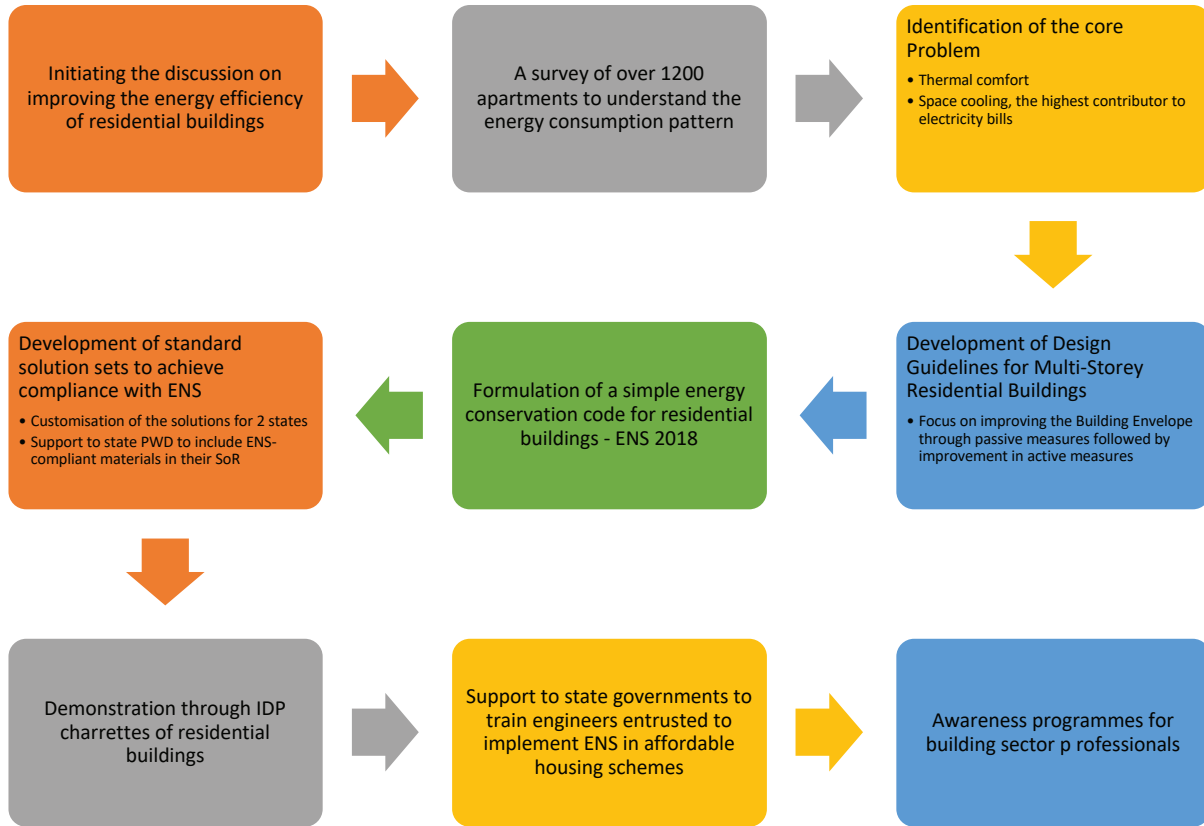 Initiating the discussion on
improving the energy efficiency
of residential buildings
A survey of over 1200
apartments to understand the
energy consumption pattern
Identification of the core
Problem
• Thermal comfort
• Space cooling, the highest contributor to
electricity bills
Development of Design
Guidelines for Multi-Storey
Residential Buildings
• Focus on improving the Building Envelope
through passive measures followed by
improvement in active measures
Formulation of a simple energy
conservation code for residential
buildings - ENS 2018
Development of standard
solution sets to achieve
compliance with ENS
• Customisation of the solutions for 2 states
• Support to state PWD to include ENS-
compliant materials in their SoR
Demonstration through IDP
charrettes of residential
buildings
Support to state governments to
train engineers entrusted to
implement ENS in affordable
housing schemes
Awareness programmes for
building sector p rofessionals